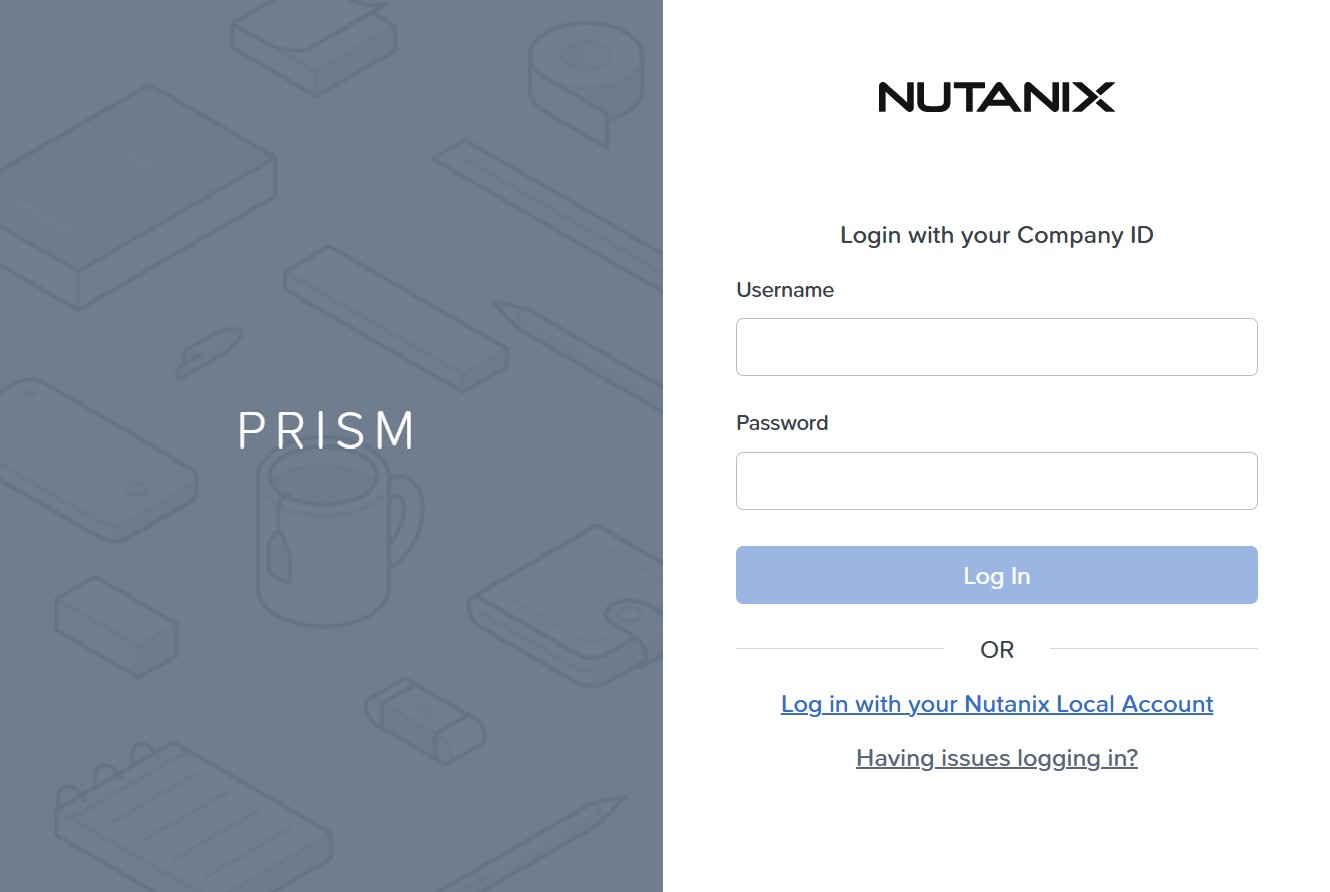 PRISM
NUTANIX
Login with your Company ID
Username
Password
Log In
OR
Log in with your Nutanix Local Account
Having issues logging in?